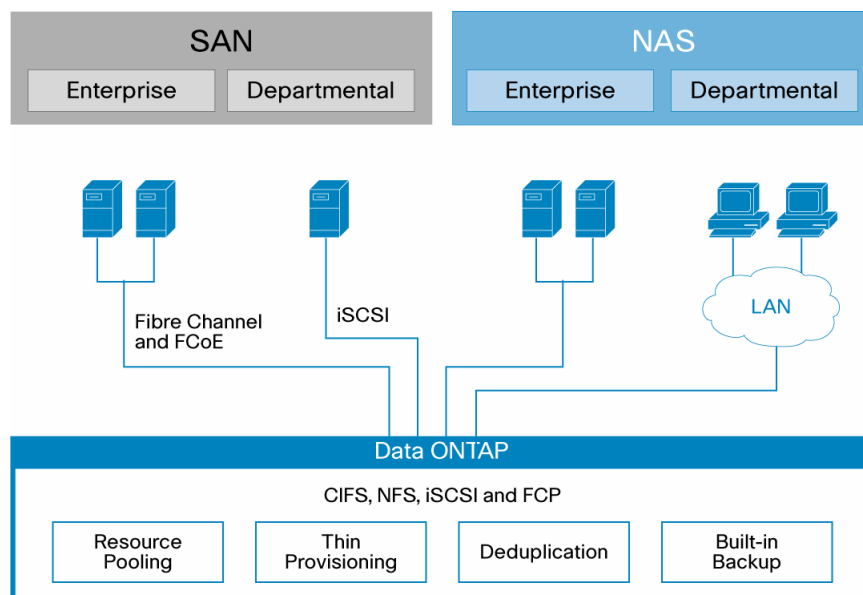 SAN
NAS
Enterprise
Departmental
Enterprise
Departmental
Fibre Channel
and FCoE
iSCSI
LAN
Data ONTAP
CIFS, NFS, iSCSI and FCP
Resource
Pooling
Thin
Provisioning
Deduplication
Built-in
Backup